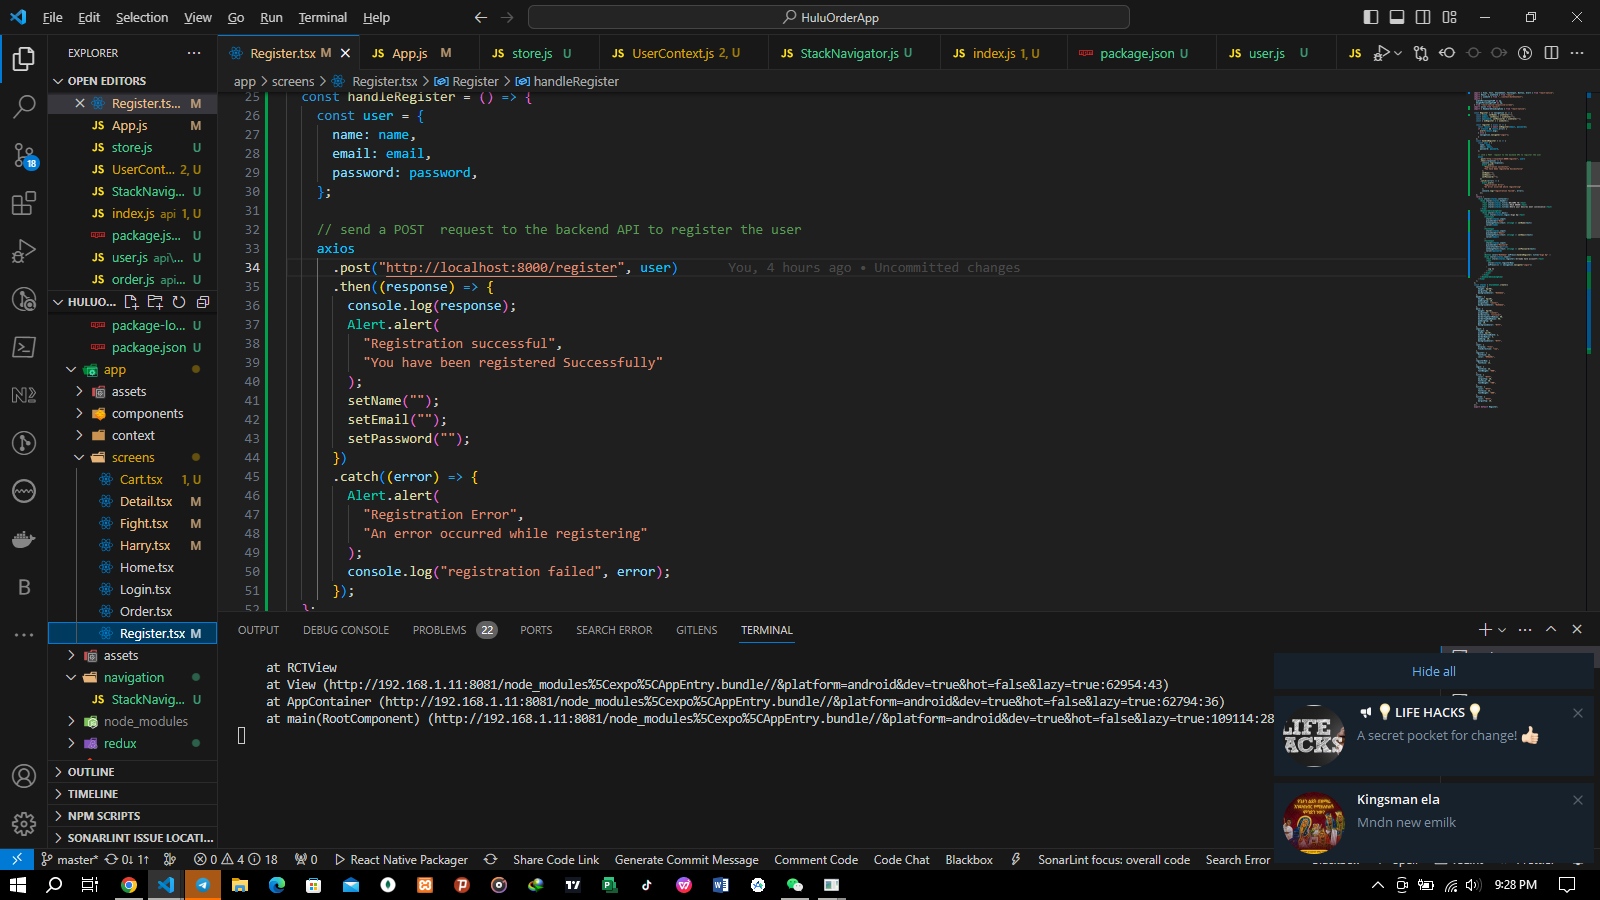 File Edit Selection View Go Run Terminal Help
HuluOrderApp
EXPLORER
Register.tsx M
JS App.js M
JS store.js U
JS UserContext.js 2, U
JS StackNavigator.js U
JS index.js 1, U
package.json U
JS user.js U
JS
OPEN EDITORS
app > screens > Register.tsx > Register > handleRegister
Register.ts... M
JS App.js M
JS store.js U
JS UserCont... 2, U
JS StackNavig... U
JS index.js api 1, U
package.js... U
JS user.js api\... U
JS order.js api... U
HULUO...
package-lo... U
package.json U
app
assets
components
context
screens
Cart.tsx 1, U
Detail.tsx M
Fight.tsx M
Harry.tsx M
Home.tsx
Login.tsx
Order.tsx
Register.tsx M
assets
navigation
JS StackNavig... U
node_modules
redux
OUTLINE
TIMELINE
NPM SCRIPTS
SONARLINT ISSUE LOCATI...
25 const handleRegister = () => {
26 const user = {
27 name: name,
28 email: email,
29 password: password,
30 };
31
32 // send a POST  request to the backend API to register the user
33 axios
34 .post("http://localhost:8000/register", user) You, 4 hours ago • Uncommitted changes
35 .then((response) => {
36 console.log(response);
37 Alert.alert(
38 "Registration successful",
39 "You have been registered Successfully"
40 );
41 setName("");
42 setEmail("");
43 setPassword("");
44 })
45 .catch((error) => {
46 Alert.alert(
47 "Registration Error",
48 "An error occurred while registering"
49 );
50 console.log("registration failed", error);
51 });
52 };
OUTPUT DEBUG CONSOLE PROBLEMS 22 PORTS SEARCH ERROR GITLENS TERMINAL
at RCTView
at View (http://192.168.1.11:8081/node_modules%5Cexpo%5CAppEntry.bundle//&platform=android&dev=true&hot=false&lazy=true:62954:43)
at AppContainer (http://192.168.1.11:8081/node_modules%5Cexpo%5CAppEntry.bundle//&platform=android&dev=true&hot=false&lazy=true:62794:36)
at main(RootComponent) (http://192.168.1.11:8081/node_modules%5Cexpo%5CAppEntry.bundle//&platform=android&dev=true&hot=false&lazy=true:109114:28
Hide all
LIFE HACKS
A secret pocket for change!
LIFE HACKS
Kingsman ela
Mndn new emilk
18
master* 0↓ 1↑ 0 4 18 0 React Native Packager Share Code Link Generate Commit Message Comment Code Code Chat Blackbox SonarLint focus: overall code Search Error
9:28 PM